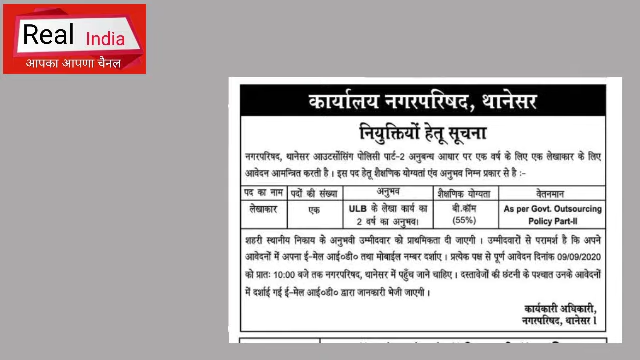 Real India
आपका आपणा चैनल
कार्यालय नगरपरिषद, थानेसर
नियुक्तियों हेतू सूचना
नगरपरिषद, थानेसर आउटसोंसिंग पोलिसी पार्ट-2 अनुबन्ध आधार पर एक वर्ष के लिए एक लेखाकार के लिए
आवेदन आमन्त्रित करती है । इस पद हेतू शैक्षणिक योग्यतां एंव अनुभव निम्न प्रकार से है :-
पद का नाम पदों की संख्या अनुभव शैक्षणिक योग्यता वेतनमान
लेखाकार एक ULB के लेखा कार्य का बी.कॉम As per Govt. Outsourcing
2 वर्ष का अनुभव। (55%) Policy Part-II
शहरी स्थानीय निकाय के अनुभवी उम्मीदवार को प्राथमिकता दी जाएगी । उम्मीदवारों से परामर्श है कि अपने
आवेदनों में अपना ई-मेल आई०डी० तथा मोबाईल नम्बर दर्शाए । प्रत्येक पक्ष से पूर्ण आवेदन दिनांक 09/09/2020
को प्रातः 10:00 बजे तक नगरपरिषद, थानेसर में पहुँच जाने चाहिए । दस्तावेजों की छंटनी के पश्चात उनके आवेदनों
में दर्शाई गई ई-मेल आई०डी० द्वारा जानकारी भेजी जाएगी ।
कार्यकारी अधिकारी,
नगरपरिषद, थानेसर ।